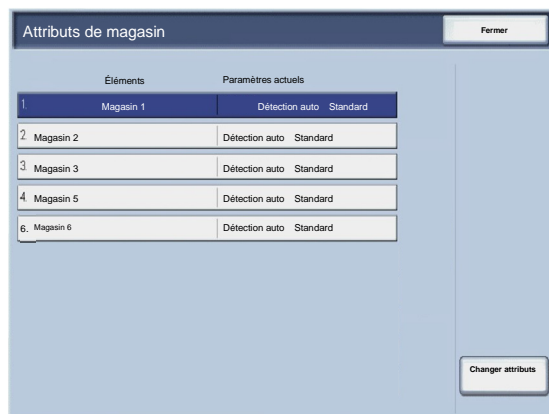 Attributs de magasin Fermer
Éléments Paramètres actuels
1. Magasin 1 Détection auto Standard
2. Magasin 2 Détection auto Standard
3. Magasin 3 Détection auto Standard
4. Magasin 5 Détection auto Standard
6. Magasin 6 Détection auto Standard
Changer attributs